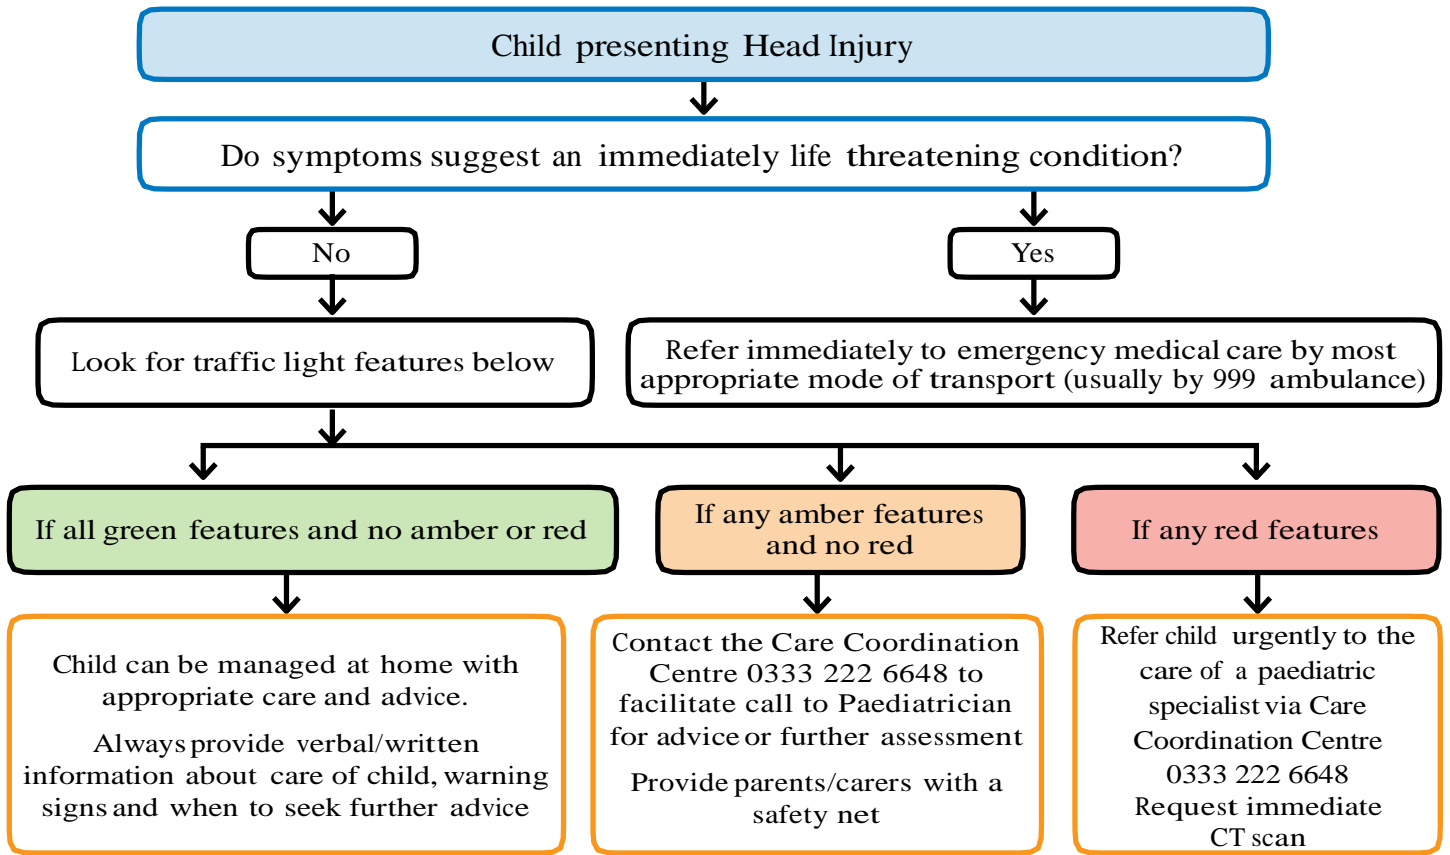 Child presenting Head Injury
Do symptoms suggest an immediately life threatening condition?
No
Yes
Look for traffic light features below
Refer immediately to emergency medical care by most
appropriate mode of transport (usually by 999 ambulance)
If all green features and no amber or red
If any amber features
and no red
If any red features
Child can be managed at home with
appropriate care and advice.
Always provide verbal/written
information about care of child, warning
signs and when to seek further advice
Contact the Care Coordination
Centre 0333 222 6648 to
facilitate call to Paediatrician
for advice or further assessment
Provide parents/carers with a
safety net
Refer child urgently to the
care of a paediatric
specialist via Care
Coordination Centre
0333 222 6648
Request immediate
CT scan